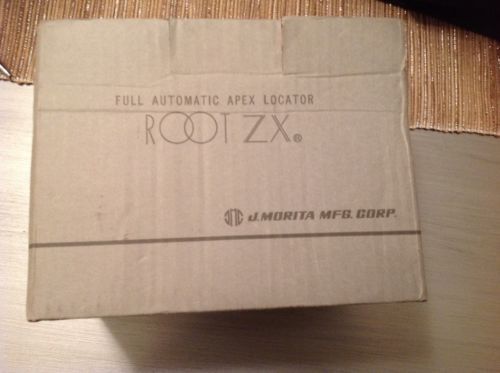 FULL AUTOMATIC APEX LOCATOR
ROOT ZX®
J.MORITA MFG. CORP.